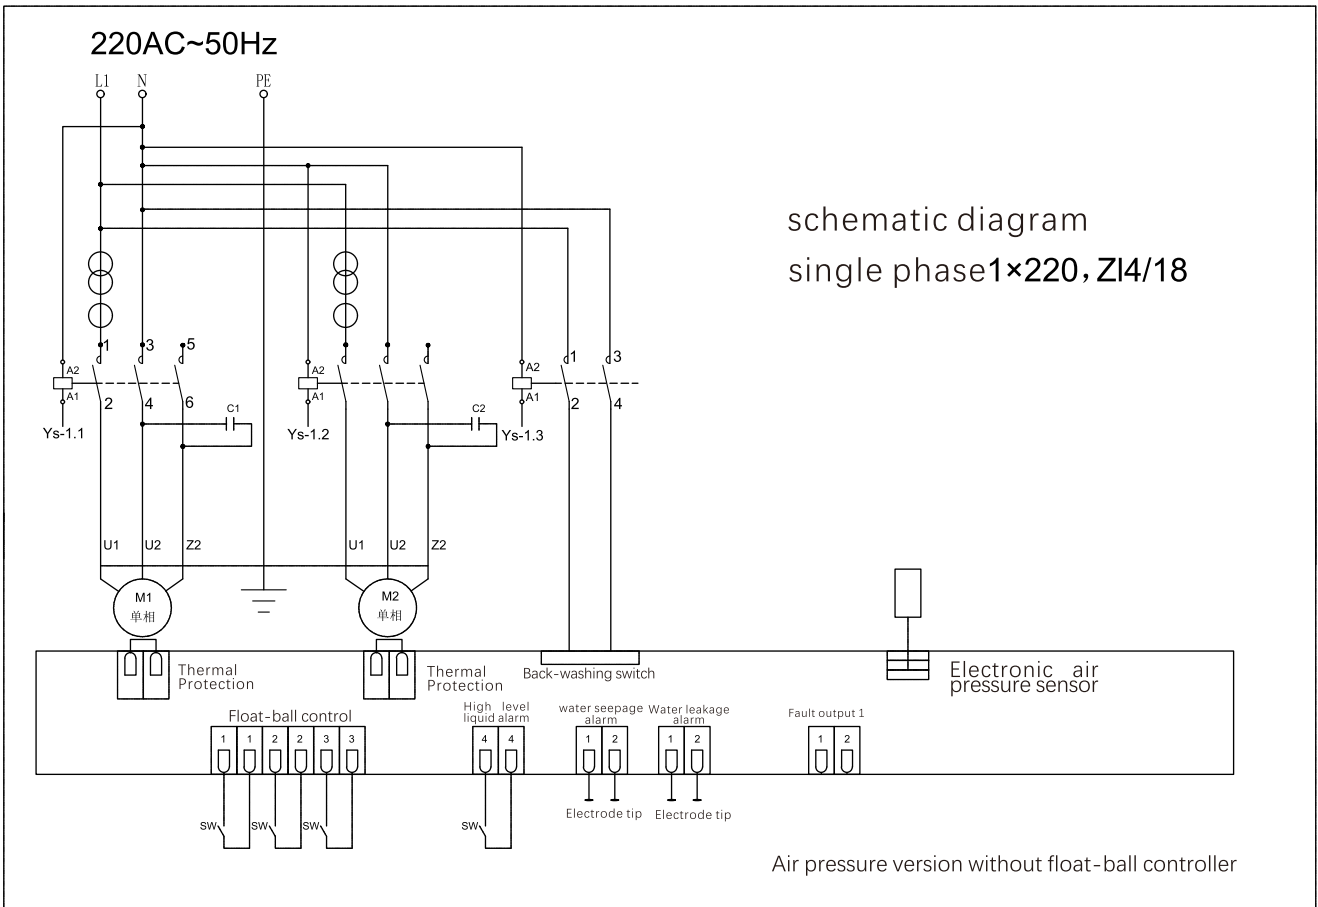 220AC~50Hz
L1 N PE
schematic diagram
single phase1×220，ZI4/18
1 3 5
1 3
A2 A2 A2
A1 A1 A1
2 4 6
2 4
C1 C2
Ys-1.1 Ys-1.2 Ys-1.3
U1 U2 Z2 U1 U2 Z2
M1
单相
M2
单相
Thermal
Protection
Thermal
Protection
Back-washing switch
Electronic air
pressure sensor
Float-ball control
1 1 2 2 3 3
High level
liquid alarm
4 4
water seepage
alarm
1 2
Water leakage
alarm
1 2
Fault output 1
1 2
SW SW SW SW
Electrode tip Electrode tip
Air pressure version without float-ball controller